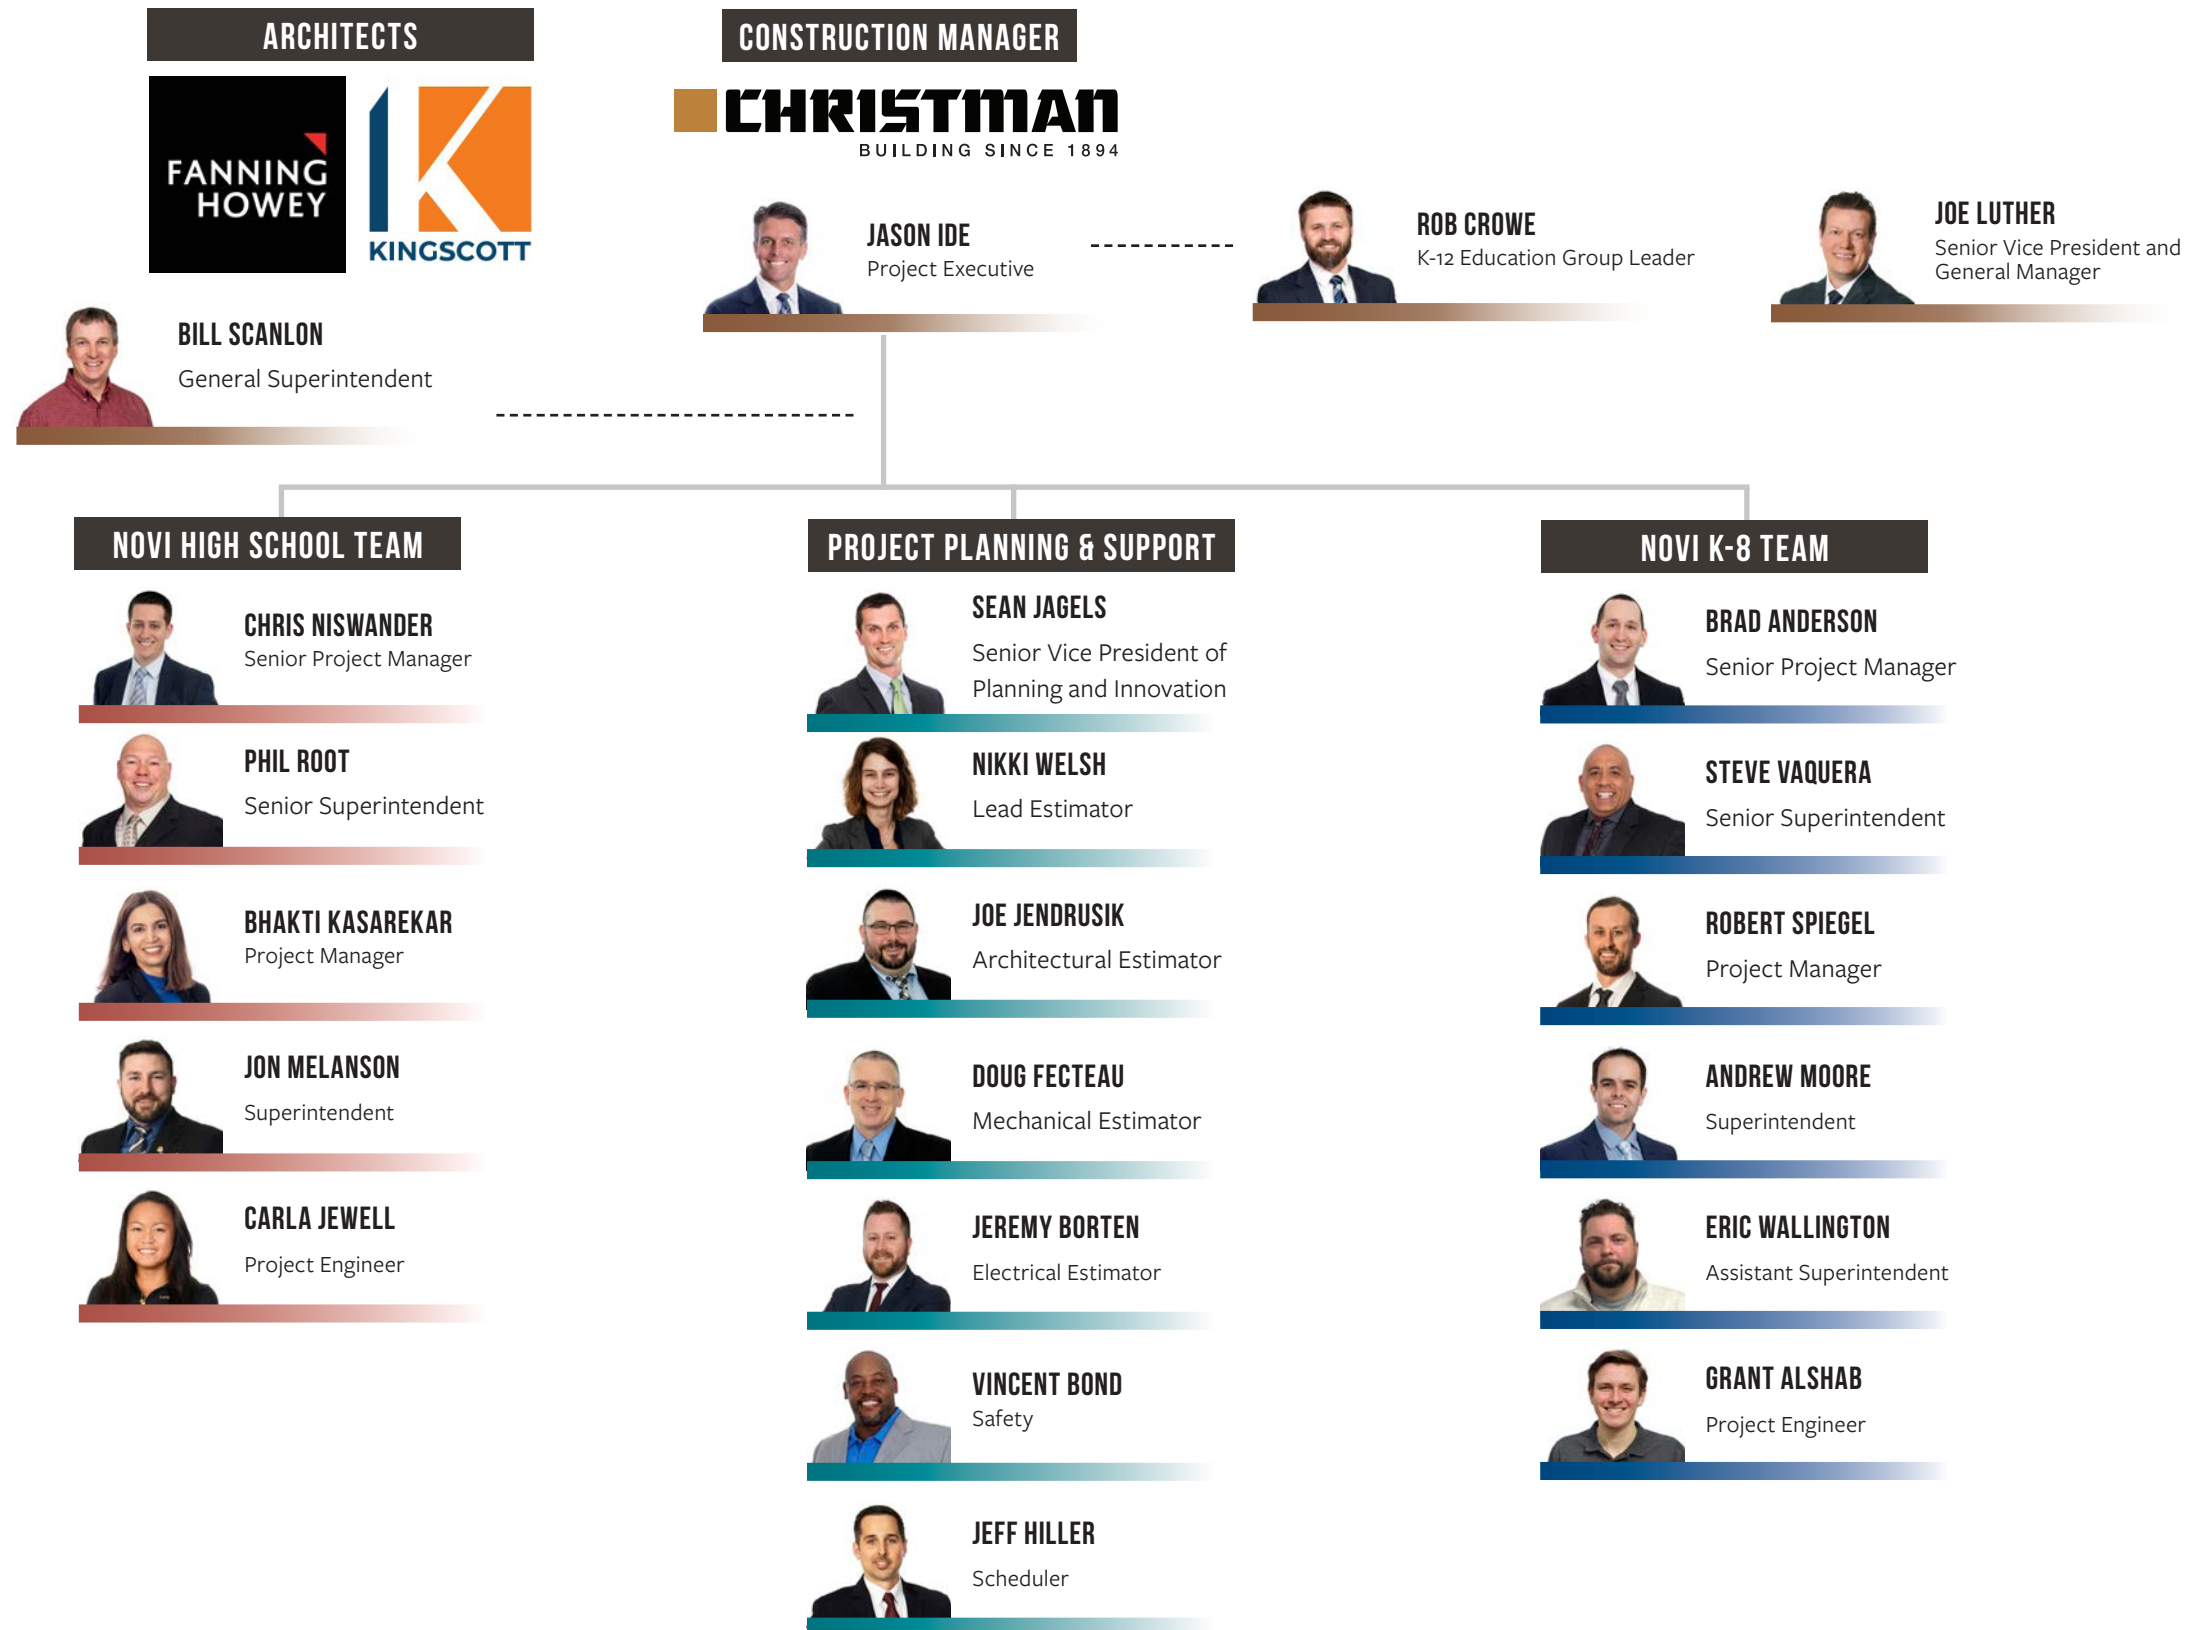 ARCHITECTS
FANNING
HOWEY
KINGSCOTT
CONSTRUCTION MANAGER
CHRISTMAN
BUILDING SINCE 1894
JASON IDE
Project Executive
ROB CROWE
K-12 Education Group Leader
JOE LUTHER
Senior Vice President and
General Manager
BILL SCANLON
General Superintendent
NOVI HIGH SCHOOL TEAM
CHRIS NISWANDER
Senior Project Manager
PHIL ROOT
Senior Superintendent
BHAKTI KASAREKAR
Project Manager
JON MELANSON
Superintendent
CARLA JEWELL
Project Engineer
PROJECT PLANNING & SUPPORT
SEAN JAGELS
Senior Vice President of
Planning and Innovation
NIKKI WELSH
Lead Estimator
JOE JENDRUSIK
Architectural Estimator
DOUG FECTEAU
Mechanical Estimator
JEREMY BORTEN
Electrical Estimator
VINCENT BOND
Safety
JEFF HILLER
Scheduler
NOVI K-8 TEAM
BRAD ANDERSON
Senior Project Manager
STEVE VAQUERA
Senior Superintendent
ROBERT SPIEGEL
Project Manager
ANDREW MOORE
Superintendent
ERIC WALLINGTON
Assistant Superintendent
GRANT ALSHAB
Project Engineer